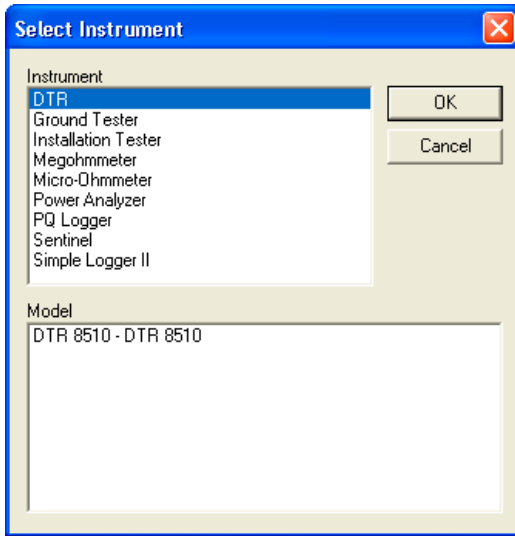 Select Instrument
Instrument
DTR
Ground Tester
Installation Tester
Megohmmeter
Micro-Ohmmeter
Power Analyzer
PQ Logger
Sentinel
Simple Logger II
OK
Cancel
Model
DTR 8510 - DTR 8510